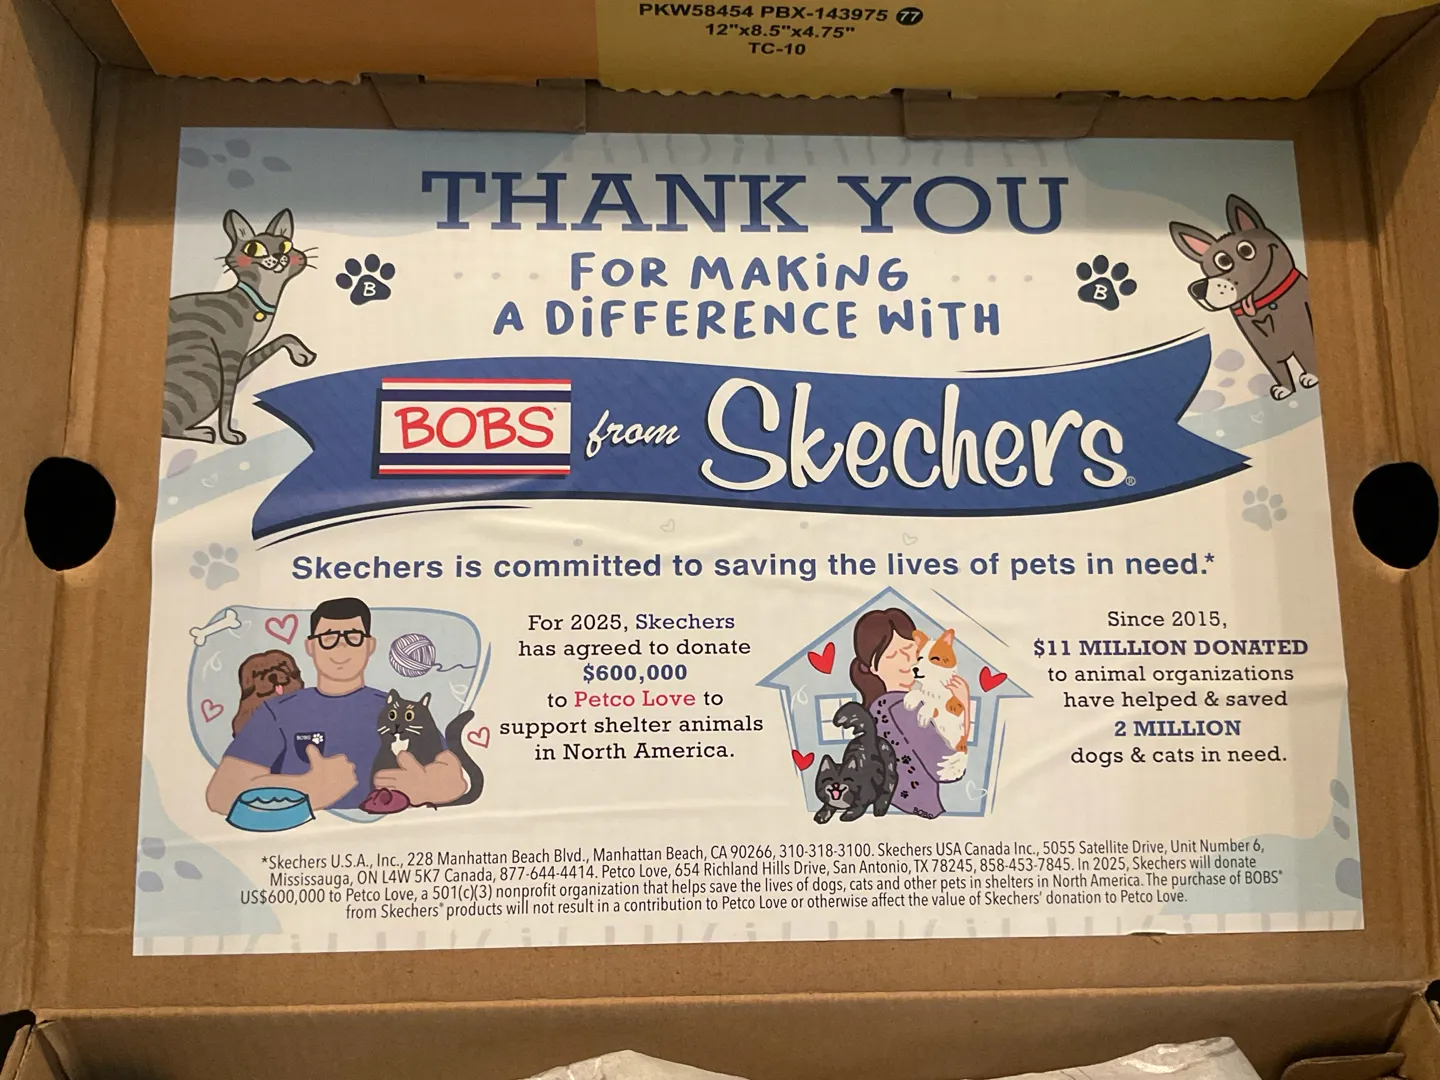 PKW58454 PBX-143975 77
12"x8.5"x4.75"
TC-10
THANK YOU
FOR MAKiNG
A DiFFERENCE WiTH
B
B
BOBS from Skechers®
Skechers is committed to saving the lives of pets in need.*
For 2025, Skechers
has agreed to donate
$600,000
to Petco Love to
support shelter animals
in North America.
BOBS
Since 2015,
$11 MILLION DONATED
to animal organizations
have helped & saved
2 MILLION
dogs & cats in need.
BOBS
*Skechers U.S.A., Inc., 228 Manhattan Beach Blvd., Manhattan Beach, CA 90266, 310-318-3100. Skechers USA Canada Inc., 5055 Satellite Drive, Unit Number 6,
Mississauga, ON L4W 5K7 Canada, 877-644-4414. Petco Love, 654 Richland Hills Drive, San Antonio, TX 78245, 858-453-7845. In 2025, Skechers will donate
US$600,000 to Petco Love, a 501(c)(3) nonprofit organization that helps save the lives of dogs, cats and other pets in shelters in North America. The purchase of BOBS®
from Skechers® products will not result in a contribution to Petco Love or otherwise affect the value of Skechers' donation to Petco Love.